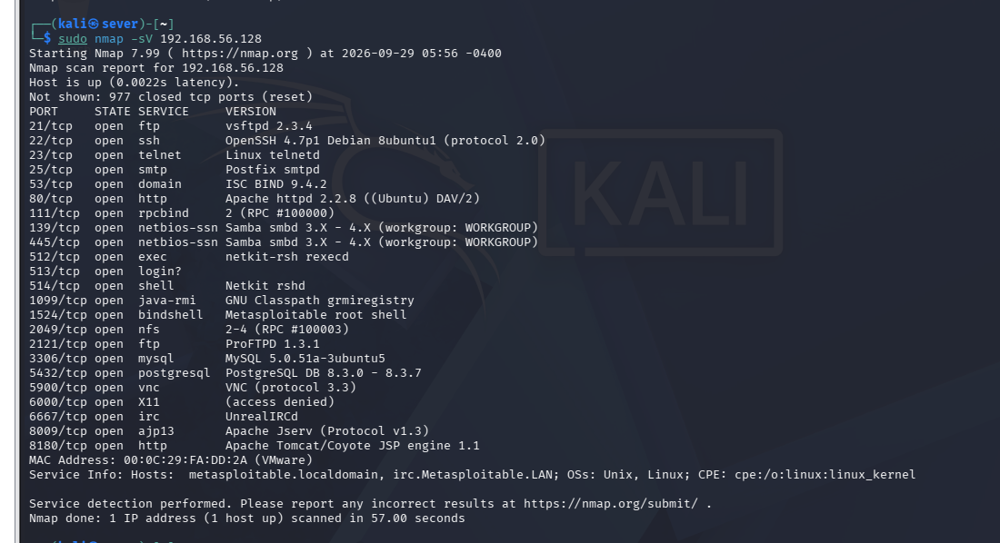 ┌──(kali㉿sever)-[~]
└─$ sudo nmap -sV 192.168.56.128
Starting Nmap 7.99 ( https://nmap.org ) at 2026-09-29 05:56 -0400
Nmap scan report for 192.168.56.128
Host is up (0.0022s latency).
Not shown: 977 closed tcp ports (reset)
PORT     STATE SERVICE     VERSION
21/tcp   open  ftp         vsftpd 2.3.4
22/tcp   open  ssh         OpenSSH 4.7p1 Debian 8ubuntu1 (protocol 2.0)
23/tcp   open  telnet      Linux telnetd
25/tcp   open  smtp        Postfix smtpd
53/tcp   open  domain      ISC BIND 9.4.2
80/tcp   open  http        Apache httpd 2.2.8 ((Ubuntu) DAV/2)
111/tcp  open  rpcbind     2 (RPC #100000)
139/tcp  open  netbios-ssn Samba smbd 3.X - 4.X (workgroup: WORKGROUP)
445/tcp  open  netbios-ssn Samba smbd 3.X - 4.X (workgroup: WORKGROUP)
512/tcp  open  exec        netkit-rsh rexecd
513/tcp  open  login?
514/tcp  open  shell       Netkit rshd
1099/tcp open  java-rmi    GNU Classpath grmiregistry
1524/tcp open  bindshell   Metasploitable root shell
2049/tcp open  nfs         2-4 (RPC #100003)
2121/tcp open  ftp         ProFTPD 1.3.1
3306/tcp open  mysql       MySQL 5.0.51a-3ubuntu5
5432/tcp open  postgresql  PostgreSQL DB 8.3.0 - 8.3.7
5900/tcp open  vnc         VNC (protocol 3.3)
6000/tcp open  X11         (access denied)
6667/tcp open  irc         UnrealIRCd
8009/tcp open  ajp13       Apache Jserv (Protocol v1.3)
8180/tcp open  http        Apache Tomcat/Coyote JSP engine 1.1
MAC Address: 00:0C:29:FA:DD:2A (VMware)
Service Info: Hosts:  metasploitable.localdomain, irc.Metasploitable.LAN; OSs: Unix, Linux; CPE: cpe:/o:linux:linux_kernel
Service detection performed. Please report any incorrect results at https://nmap.org/submit/ .
Nmap done: 1 IP address (1 host up) scanned in 57.00 seconds
KALI